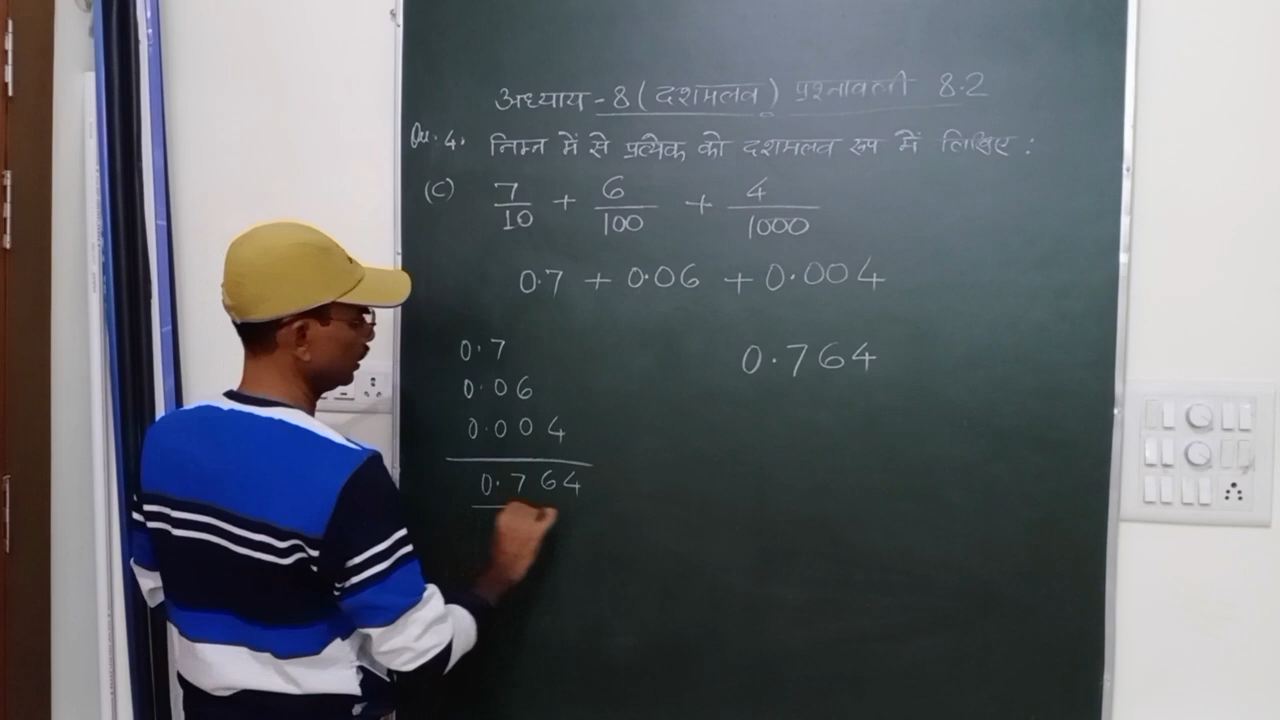 अध्याय - 8 ( दशमलव ) प्रश्नावली 8.2
Qu. 4. निम्न में से प्रत्येक को दशमलव रूप में लिखिए :
(C) 7/10 + 6/100 + 4/1000
0.7 + 0.06 + 0.004
0.7
0.06
0.004
0.764
0.764